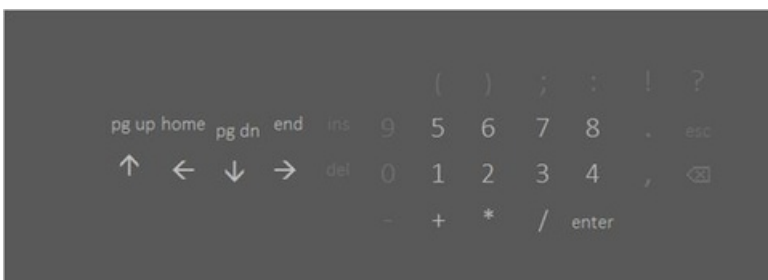 ( ) ; : ! ?
pg up home pg dn end ins 9 5 6 7 8 . esc
↑ ← ↓ → del 0 1 2 3 4 , ⌫
- + * / enter